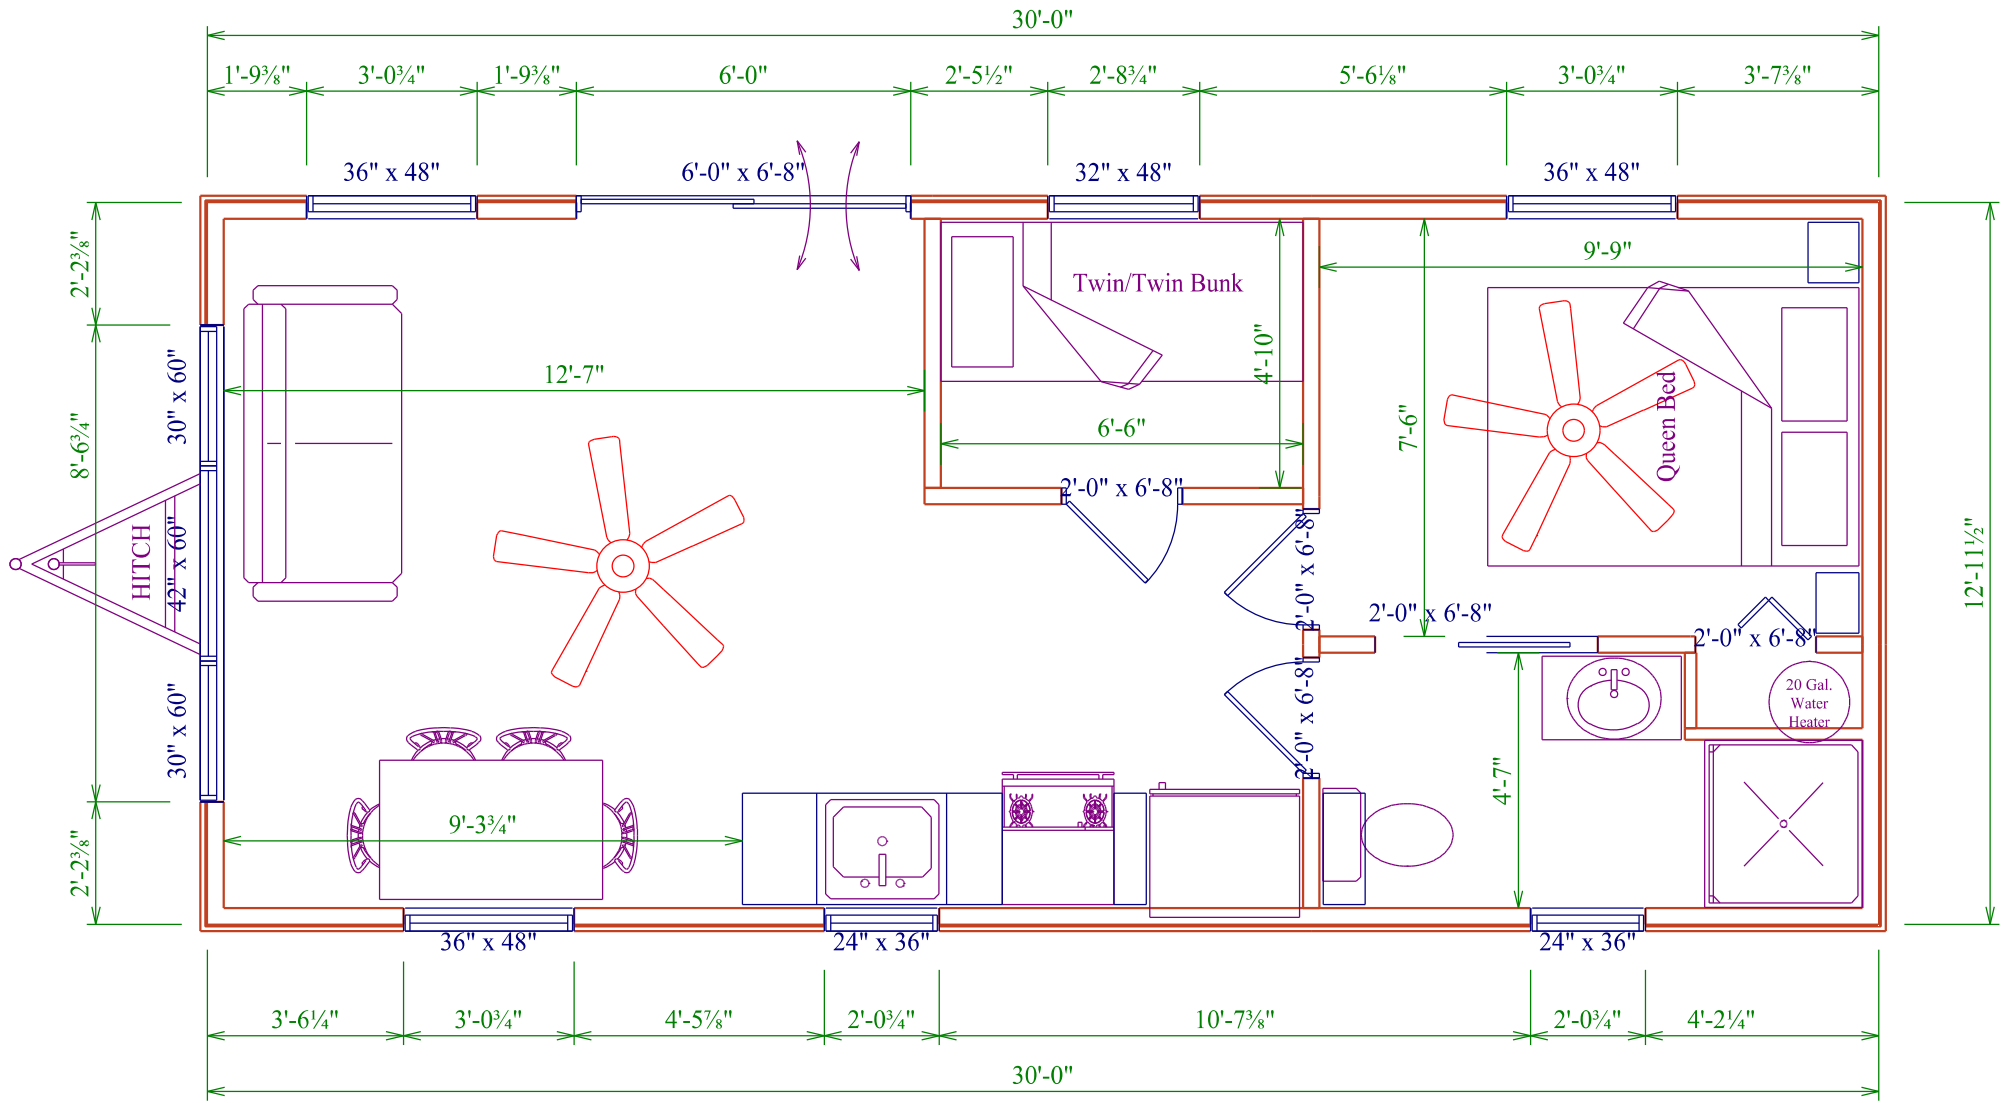 30'-0"
1'-9⅜" 3'-0¾" 1'-9⅜" 6'-0" 2'-5½" 2'-8¾" 5'-6⅛" 3'-0¾" 3'-7⅜"
36" x 48" 6'-0" x 6'-8" 32" x 48" 36" x 48"
2'-2⅜"
9'-9"
Twin/Twin Bunk
4'-10"
12'-7"
30" x 60"
8'-6¾"
7'-6"
Queen Bed
6'-6"
2'-0" x 6'-8"
HITCH
42" x 60"
2'-0" x 6'-8"
12'-11½"
2'-0" x 6'-8"
2'-0" x 6'-8"
20 Gal.
Water
Heater
30" x 60"
2'-0" x 6'-8"
4'-7"
9'-3¾"
2'-2⅜"
36" x 48" 24" x 36" 24" x 36"
3'-6¼" 3'-0¾" 4'-5⅞" 2'-0¾" 10'-7⅜" 2'-0¾" 4'-2¼"
30'-0"